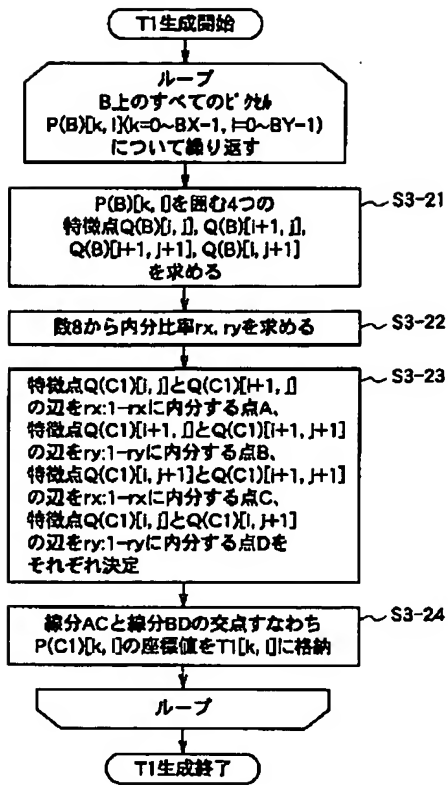 T1生成開始
ループ
B上のすべてのピクセル
P(B)[k, l](k=0~BX-1, l=0~BY-1)
について繰り返す
P(B)[k, l]を囲む4つの
特徴点Q(B)[i, j], Q(B)[i+1, j],
Q(B)[i+1, j+1], Q(B)[i, j+1]
を求める
S3-21
数8から内分比率rx, ryを求める
S3-22
特徴点Q(C1)[i, j]とQ(C1)[i+1, j]
の辺をrx:1-rxに内分する点A、
特徴点Q(C1)[i+1, j]とQ(C1)[i+1, j+1]
の辺をry:1-ryに内分する点B、
特徴点Q(C1)[i, j+1]とQ(C1)[i+1, j+1]
の辺をrx:1-rxに内分する点C、
特徴点Q(C1)[i, j]とQ(C1)[i, j+1]
の辺をry:1-ryに内分する点Dを
それぞれ決定
S3-23
線分ACと線分BDの交点すなわち
P(C1)[k, l]の座標値をT1[k, l]に格納
S3-24
ループ
T1生成終了